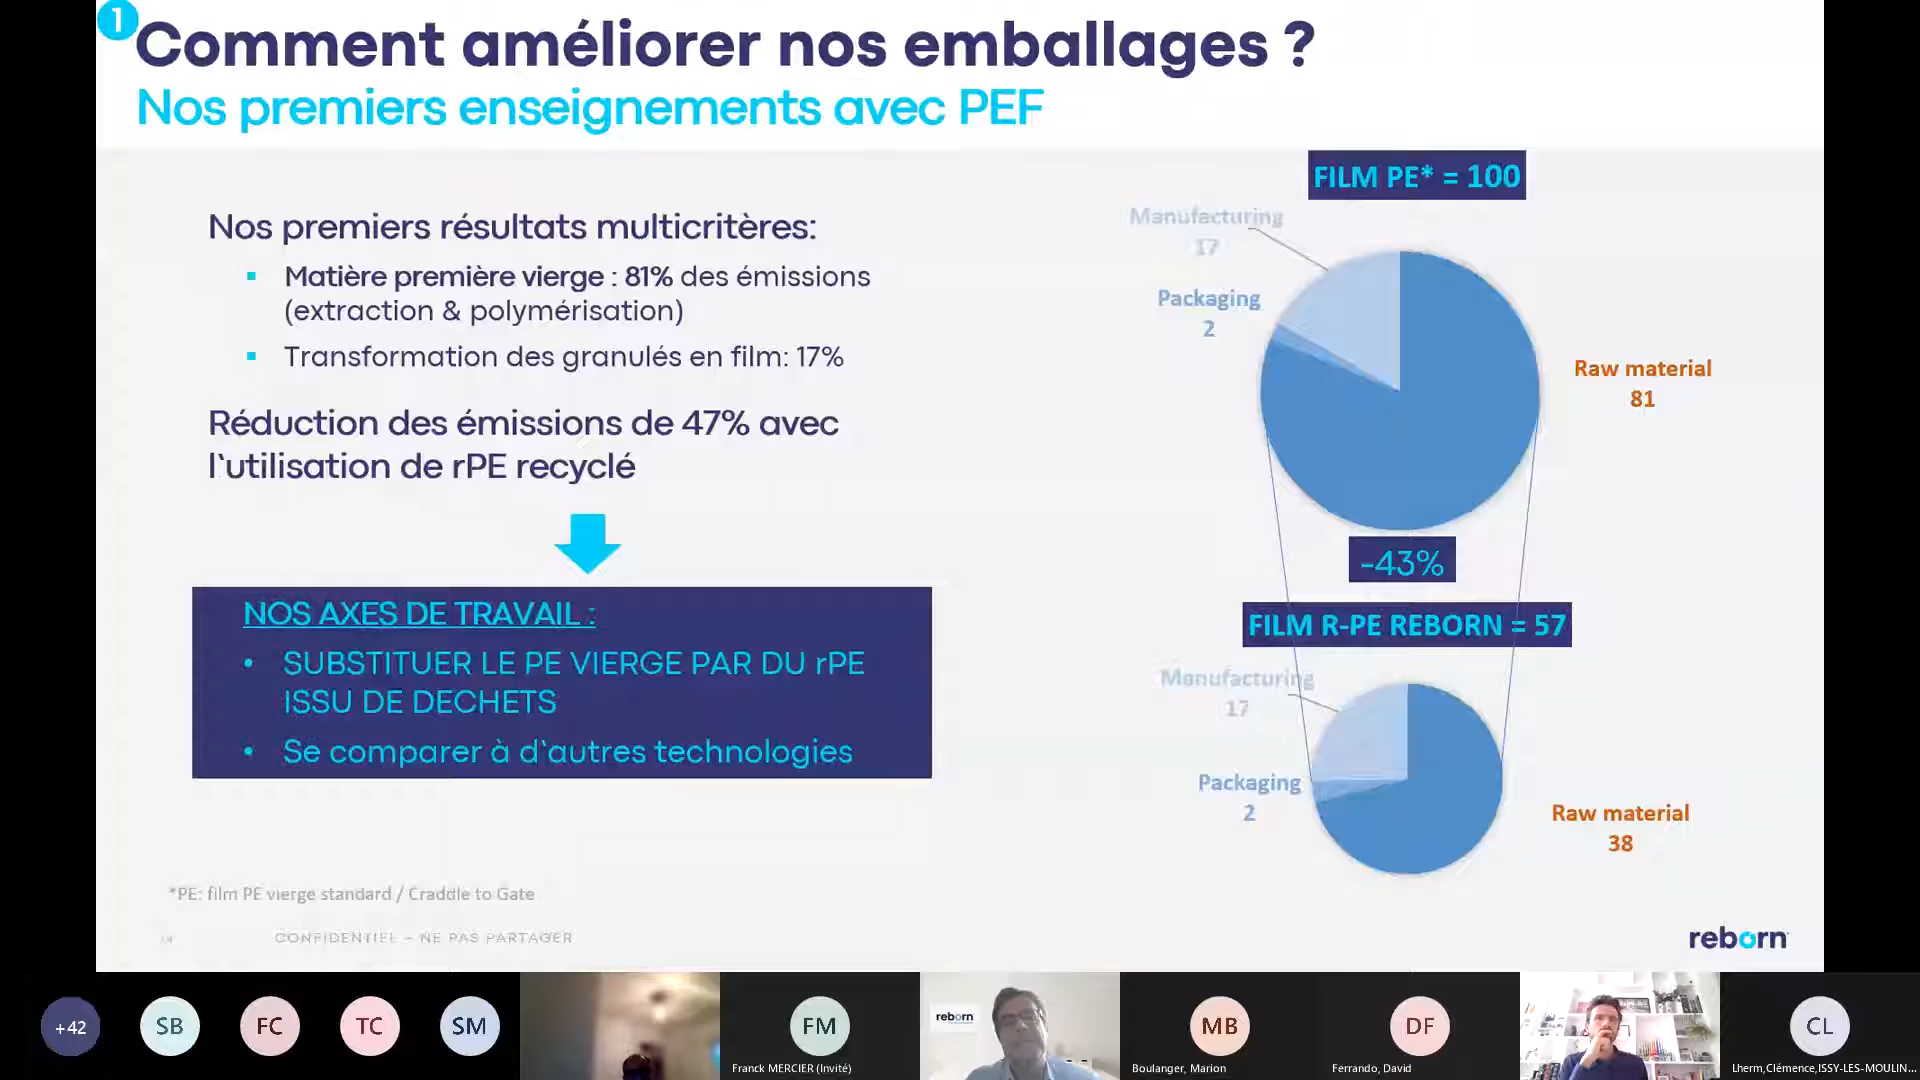 1
Comment améliorer nos emballages ?
Nos premiers enseignements avec PEF
Nos premiers résultats multicritères:
▪ Matière première vierge : 81% des émissions
(extraction & polymérisation)
▪ Transformation des granulés en film: 17%
Réduction des émissions de 47% avec
l'utilisation de rPE recyclé
NOS AXES DE TRAVAIL :
• SUBSTITUER LE PE VIERGE PAR DU rPE
ISSU DE DECHETS
• Se comparer à d'autres technologies
FILM PE* = 100
Manufacturing
17
Packaging
2
Raw material
81
-43%
FILM R-PE REBORN = 57
Manufacturing
17
Packaging
2
Raw material
38
*PE: film PE vierge standard / Craddle to Gate
CONFIDENTIEL – NE PAS PARTAGER
reborn
+42
SB
FC
TC
SM
FM
Franck MERCIER (Invité)
reborn
MB
Boulanger, Marion
DF
Ferrando, David
CL
Lherm,Clémence,ISSY-LES-MOULIN...